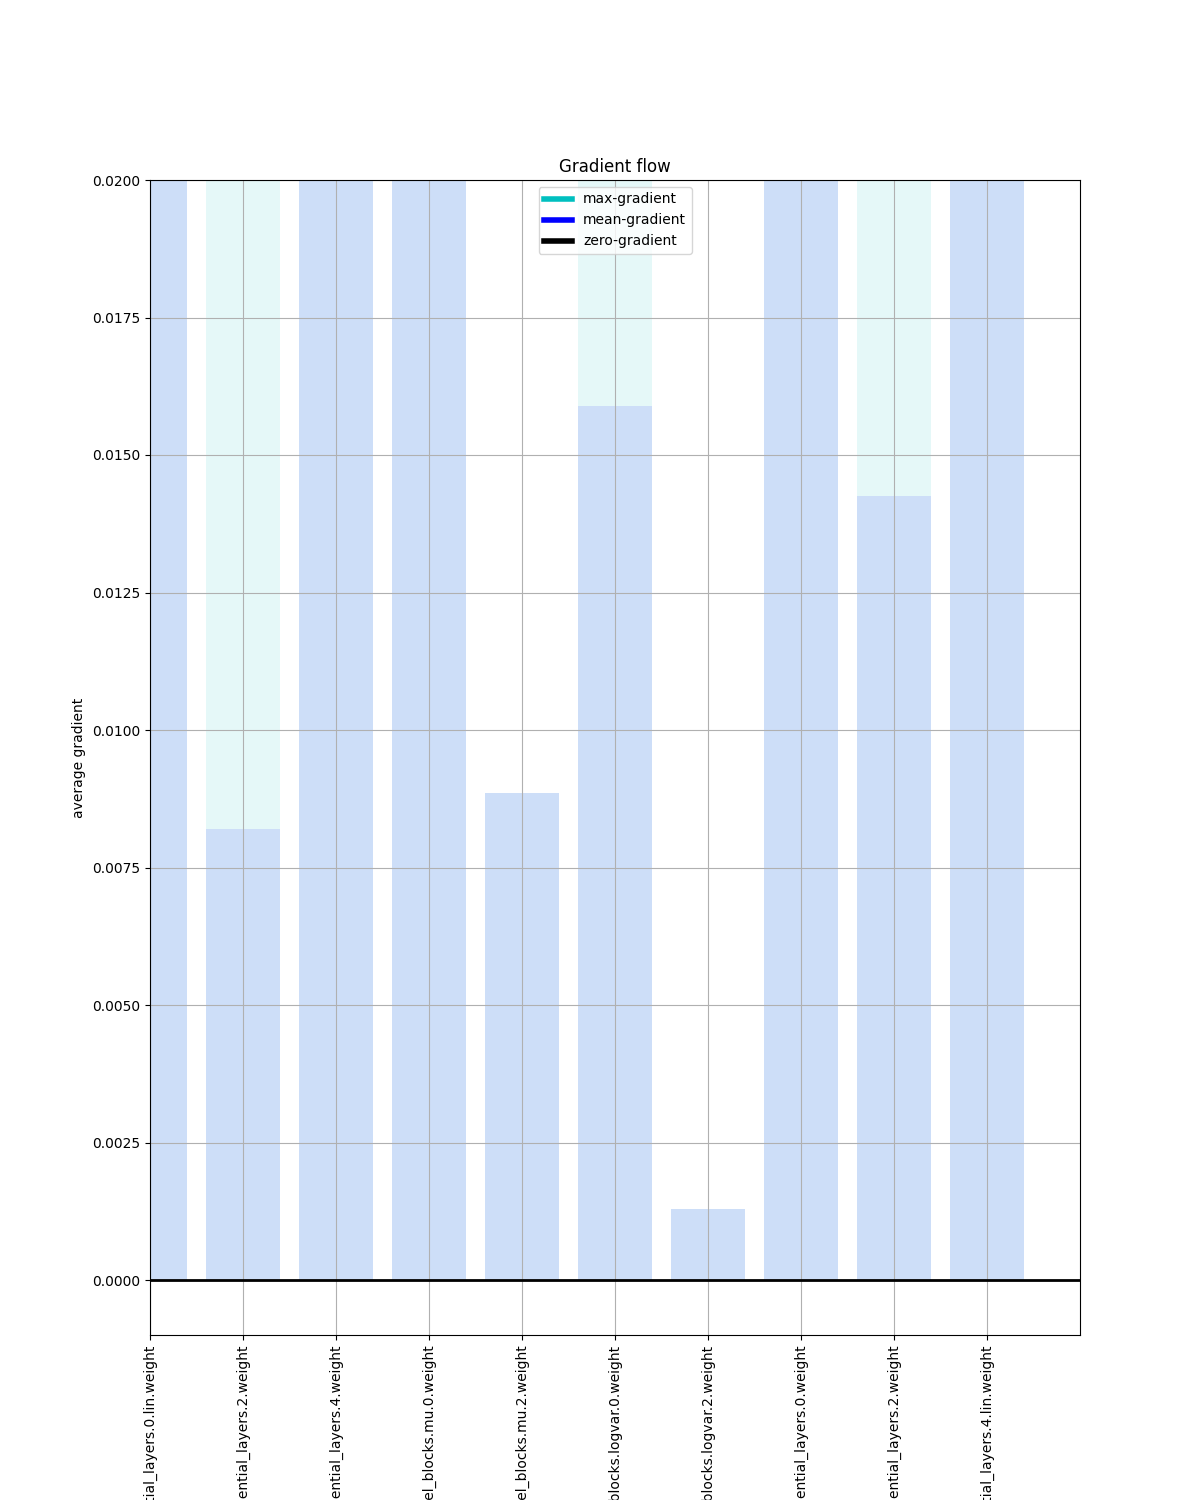 Gradient flow
max-gradient
mean-gradient
zero-gradient
0.0200
0.0175
0.0150
0.0125
0.0100
0.0075
0.0050
0.0025
0.0000
average gradient
tial_layers.0.lin.weight
ential_layers.2.weight
ential_layers.4.weight
el_blocks.mu.0.weight
el_blocks.mu.2.weight
blocks.logvar.0.weight
blocks.logvar.2.weight
ential_layers.0.weight
ential_layers.2.weight
tial_layers.4.lin.weight